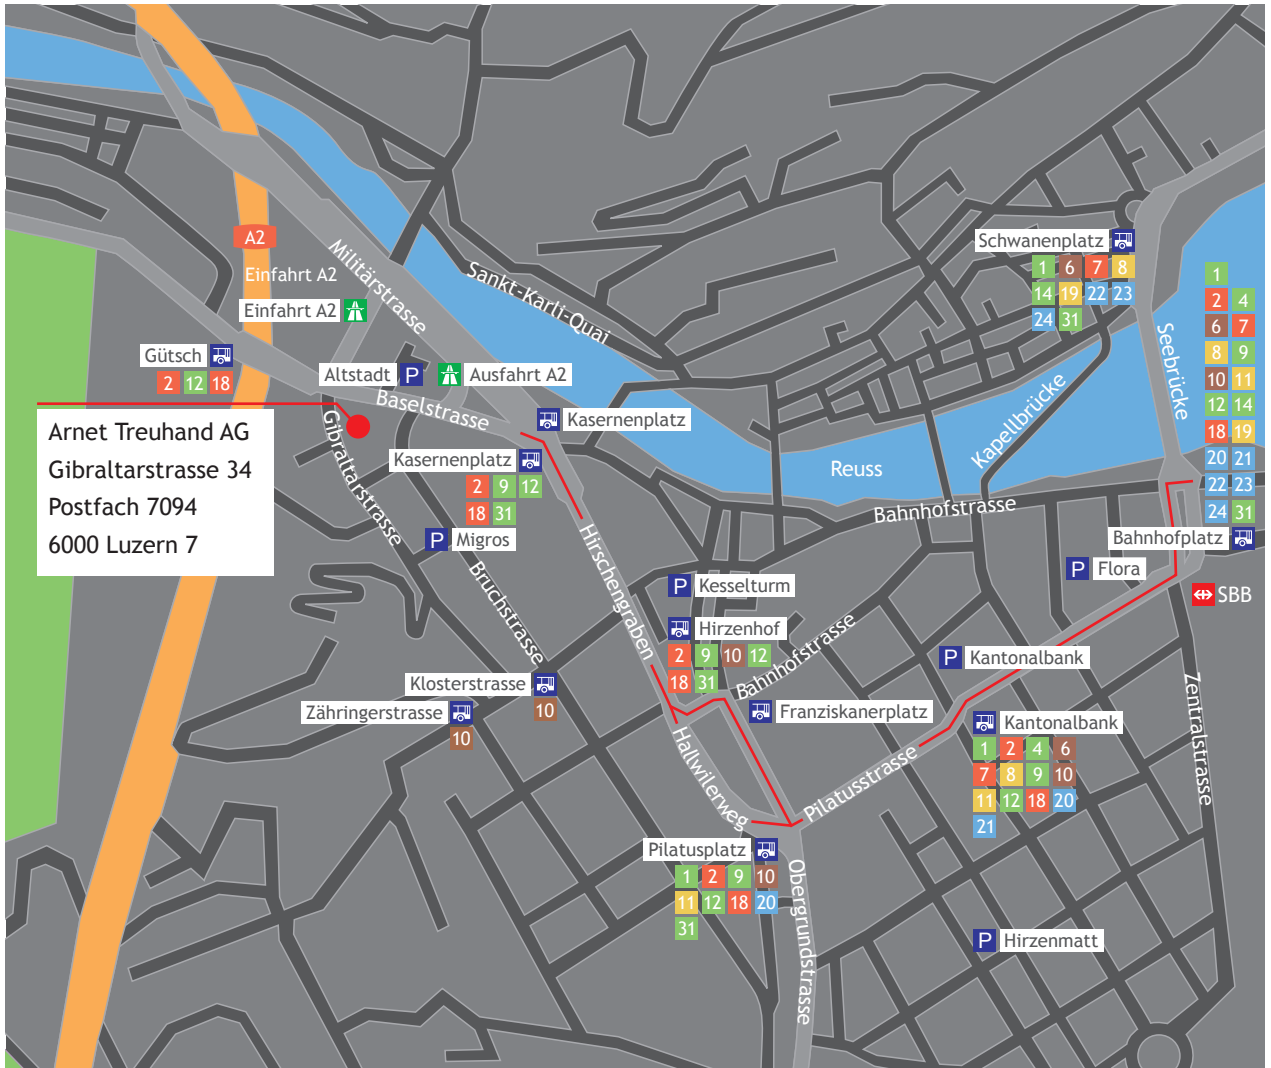 A2
Einfahrt A2
Einfahrt A2
Militärstrasse
Sankt-Karli-Quai
Schwanenplatz
1 6 7 8
14 19 22 23
24 31
1
2 4
6 7
8 9
10 11
12 14
18 19
20 21
22 23
24 31
Bahnhofplatz
Seebrücke
Gütsch
2 12 18
Altstadt P
Ausfahrt A2
Baselstrasse
Gibraltarstrasse
Arnet Treuhand AG
Gibraltarstrasse 34
Postfach 7094
6000 Luzern 7
Kasernenplatz
Kasernenplatz
2 9 12
18 31
Kapellbrücke
Reuss
Bahnhofstrasse
P Migros
Hirschengraben
Bruchstrasse
P Flora
SBB
P Kesselturm
Hirzenhof
2 9 10 12
18 31
Bahnhofstrasse
P Kantonalbank
Klosterstrasse
10
Zähringerstrasse
10
Franziskanerplatz
Kantonalbank
1 2 4 6
7 8 9 10
11 12 18 20
21
Zentralstrasse
Hallwilerweg
Pilatusstrasse
Pilatusplatz
1 2 9 10
11 12 18 20
31
Obergrundstrasse
P Hirzenmatt